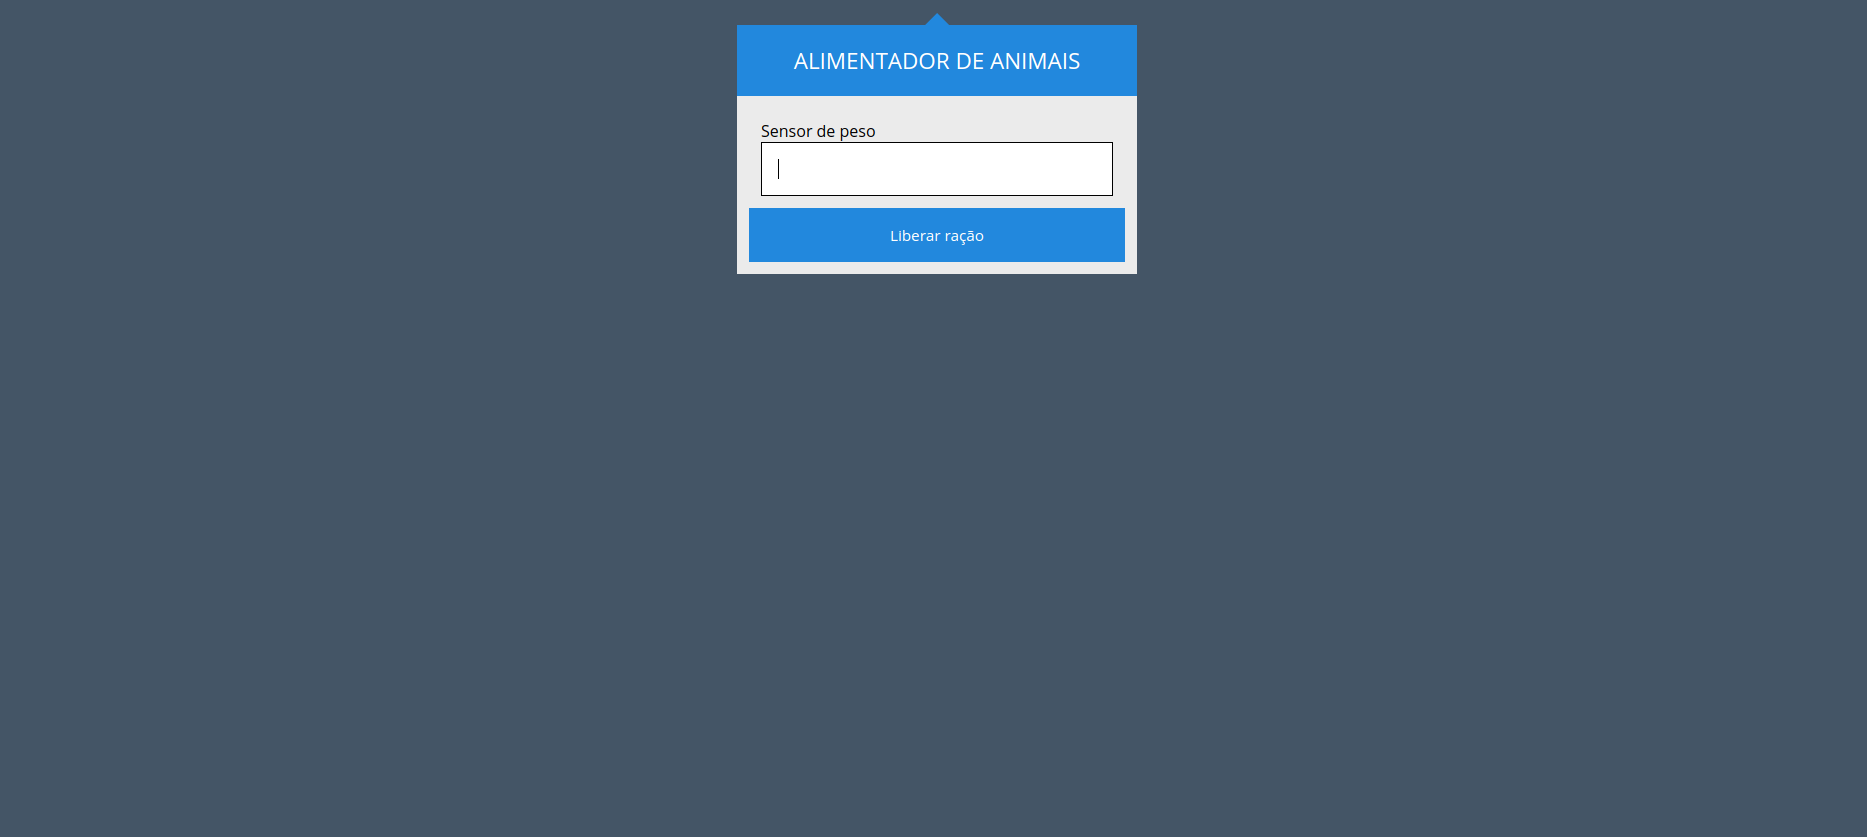 ALIMENTADOR DE ANIMAIS
Sensor de peso
Liberar ração